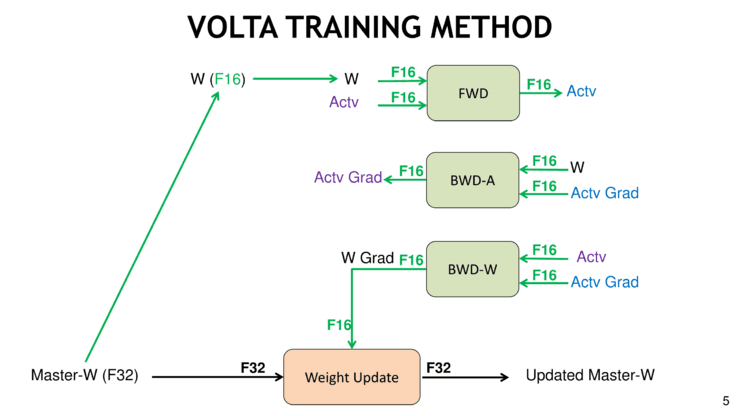 VOLTA TRAINING METHOD
W (F16)
W
F16
Actv
F16
FWD
F16
Actv
Actv Grad
F16
BWD-A
F16
W
F16
Actv Grad
W Grad
F16
BWD-W
F16
Actv
F16
Actv Grad
F16
Master-W (F32)
F32
Weight Update
F32
Updated Master-W
5